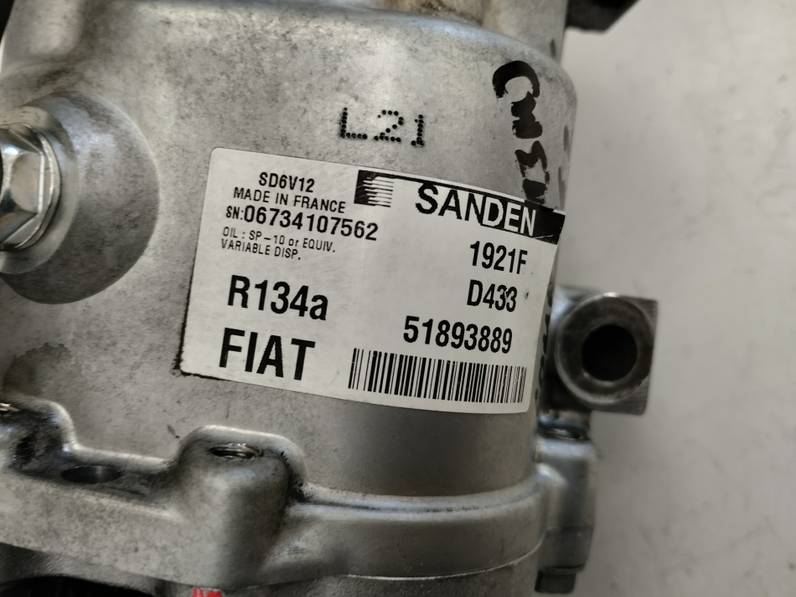 L21
SD6V12
MADE IN FRANCE
SN:06734107562
OIL : SP-10 or EQUIV.
VARIABLE DISP.
SANDEN
1921F
R134a
D433
FIAT
51893889